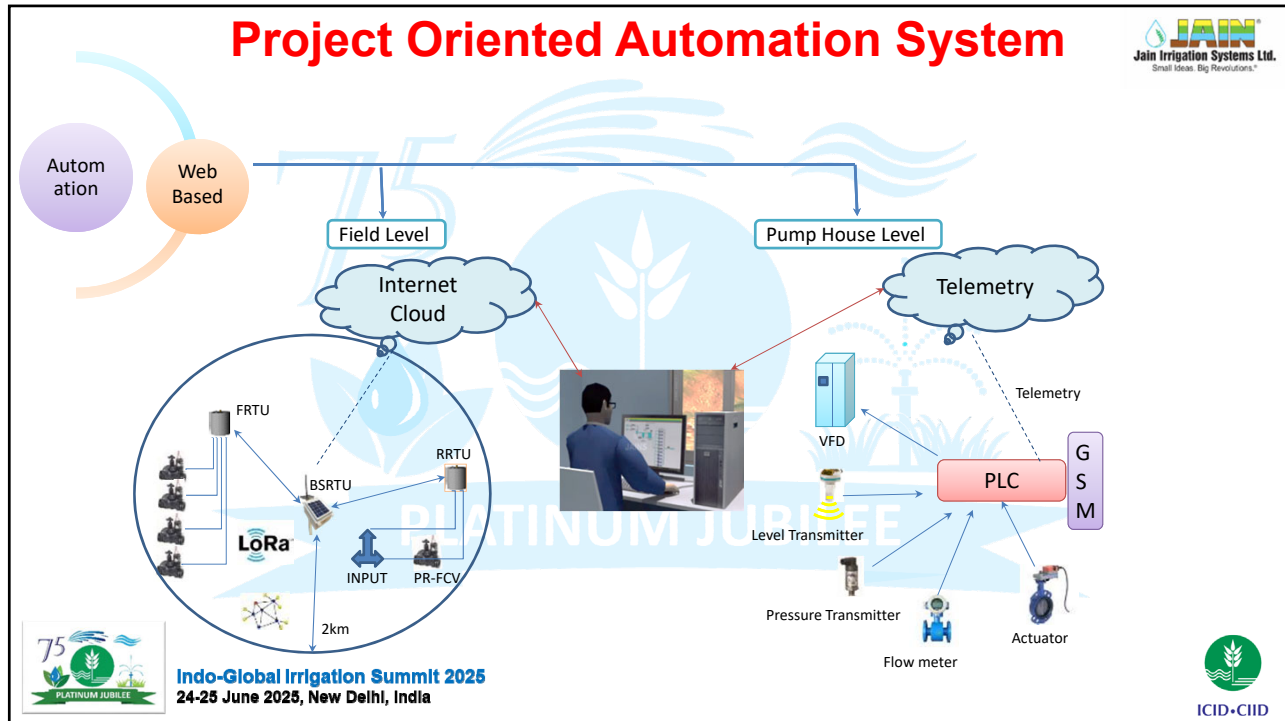 Project Oriented Automation System
JAIN
Jain Irrigation Systems Ltd.
Small Ideas. Big Revolutions.®
Autom
ation
Web
Based
Field Level
Pump House Level
Internet
Cloud
Telemetry
75
FRTU
RRTU
BSRTU
LoRa
INPUT
PR-FCV
2km
VFD
Telemetry
PLC
G
S
M
Level Transmitter
Pressure Transmitter
Flow meter
Actuator
PLATINUM JUBILEE
75
PLATINUM JUBILEE
Indo-Global Irrigation Summit 2025
24-25 June 2025, New Delhi, India
ICID•CIID